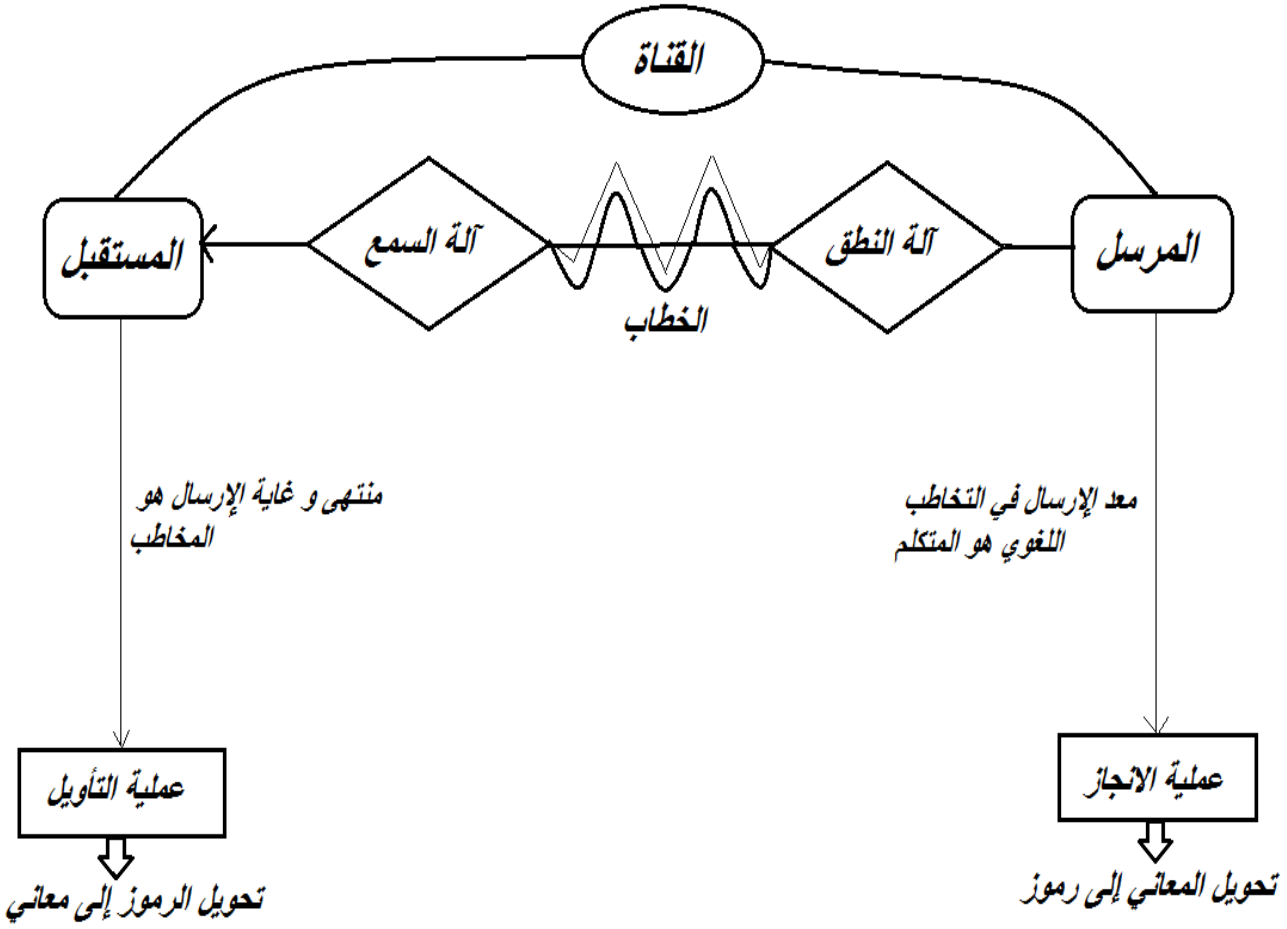 القناة
المرسل
آلة النطق
الخطاب
آلة السمع
المستقبل
معد الإرسال في التخاطب
اللغوي هو المتكلم
منتهى و غاية الإرسال هو
المخاطب
عملية الانجاز
عملية التأويل
تحويل المعاني إلى رموز
تحويل الرموز إلى معاني